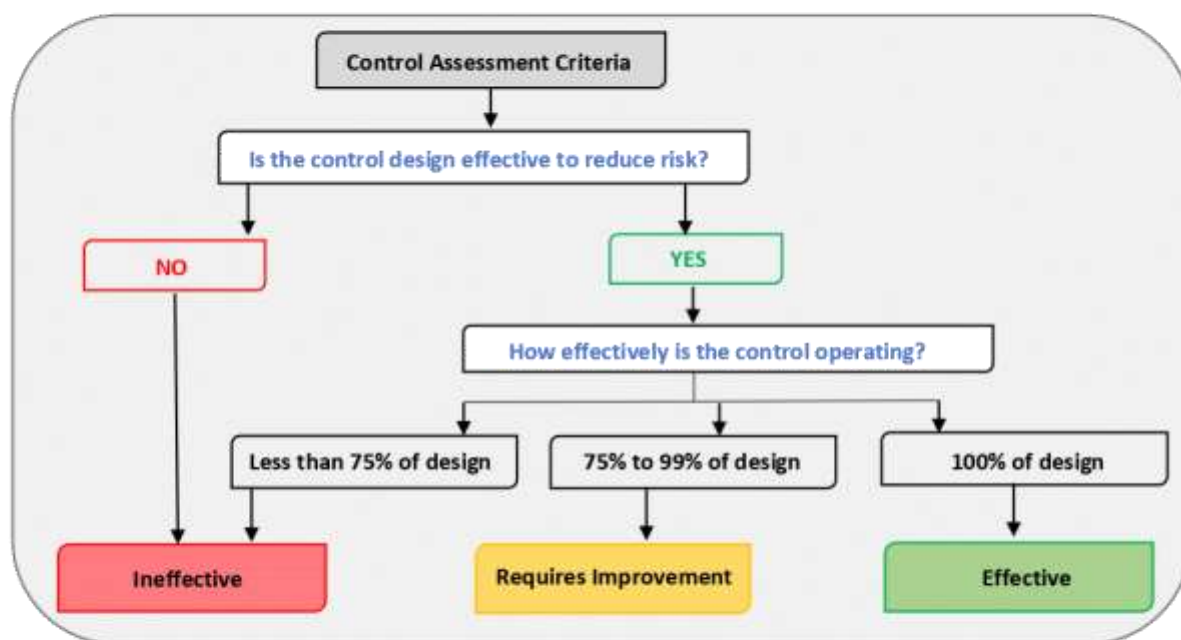 Control Assessment Criteria
Is the control design effective to reduce risk?
NO
YES
How effectively is the control operating?
Less than 75% of design
75% to 99% of design
100% of design
Ineffective
Requires Improvement
Effective